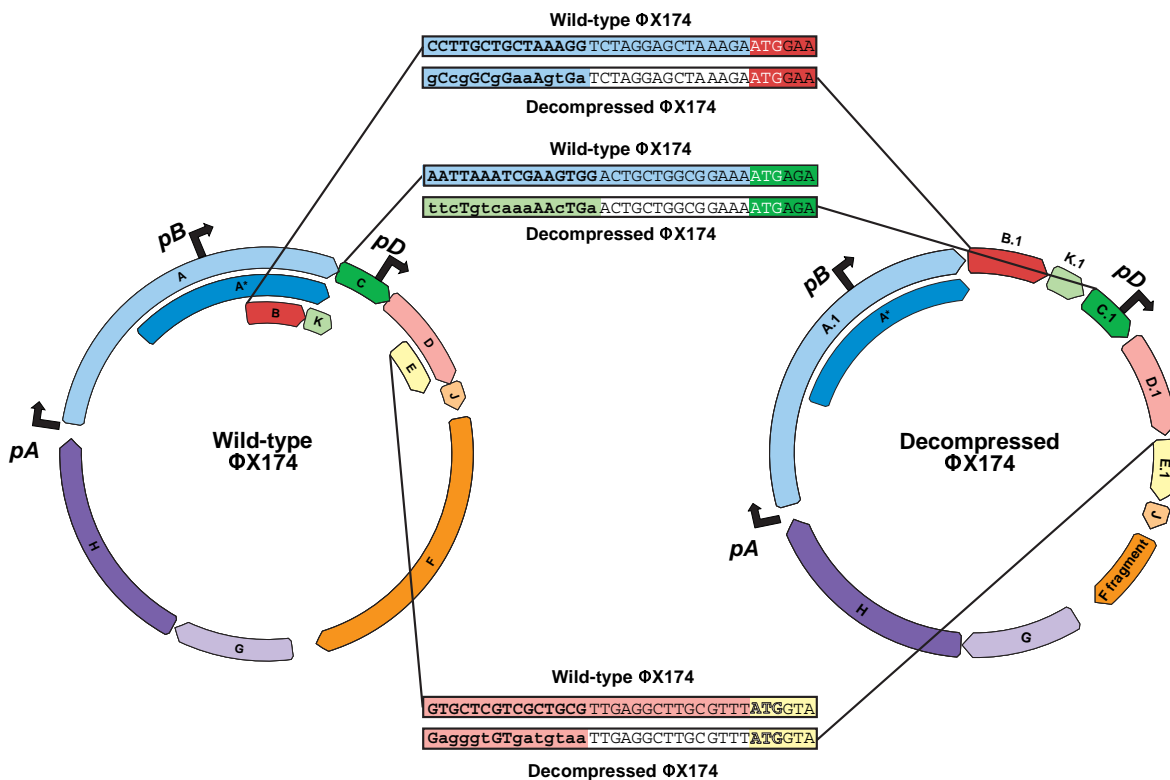 Wild-type ΦX174
CCTTGCTGCTAAAGGTCTAGGAGCTAAAGAATGGAA
gCcgGCgGaaAgtGaTCTAGGAGCTAAAGAATGGAA
Decompressed ΦX174
Wild-type ΦX174
AATTAAATCGAAGTGGACTGCTGGCGGAAAATGAGA
ttcTgtcaaaAAcTGaACTGCTGGCGGAAAATGAGA
Decompressed ΦX174
pB
A
A*
B
K
C
pD
D
E
J
pA
Wild-type
ΦX174
H
F
G
pB
A.1
A*
B.1
K.1
C.1
pD
D.1
E.1
J
F fragment
Decompressed
ΦX174
pA
H
G
Wild-type ΦX174
GTGCTCGTCGCTGCGTTGAGGCTTGCGTTTATGGTA
GagggtGTgatgtaaTTGAGGCTTGCGTTTATGGTA
Decompressed ΦX174